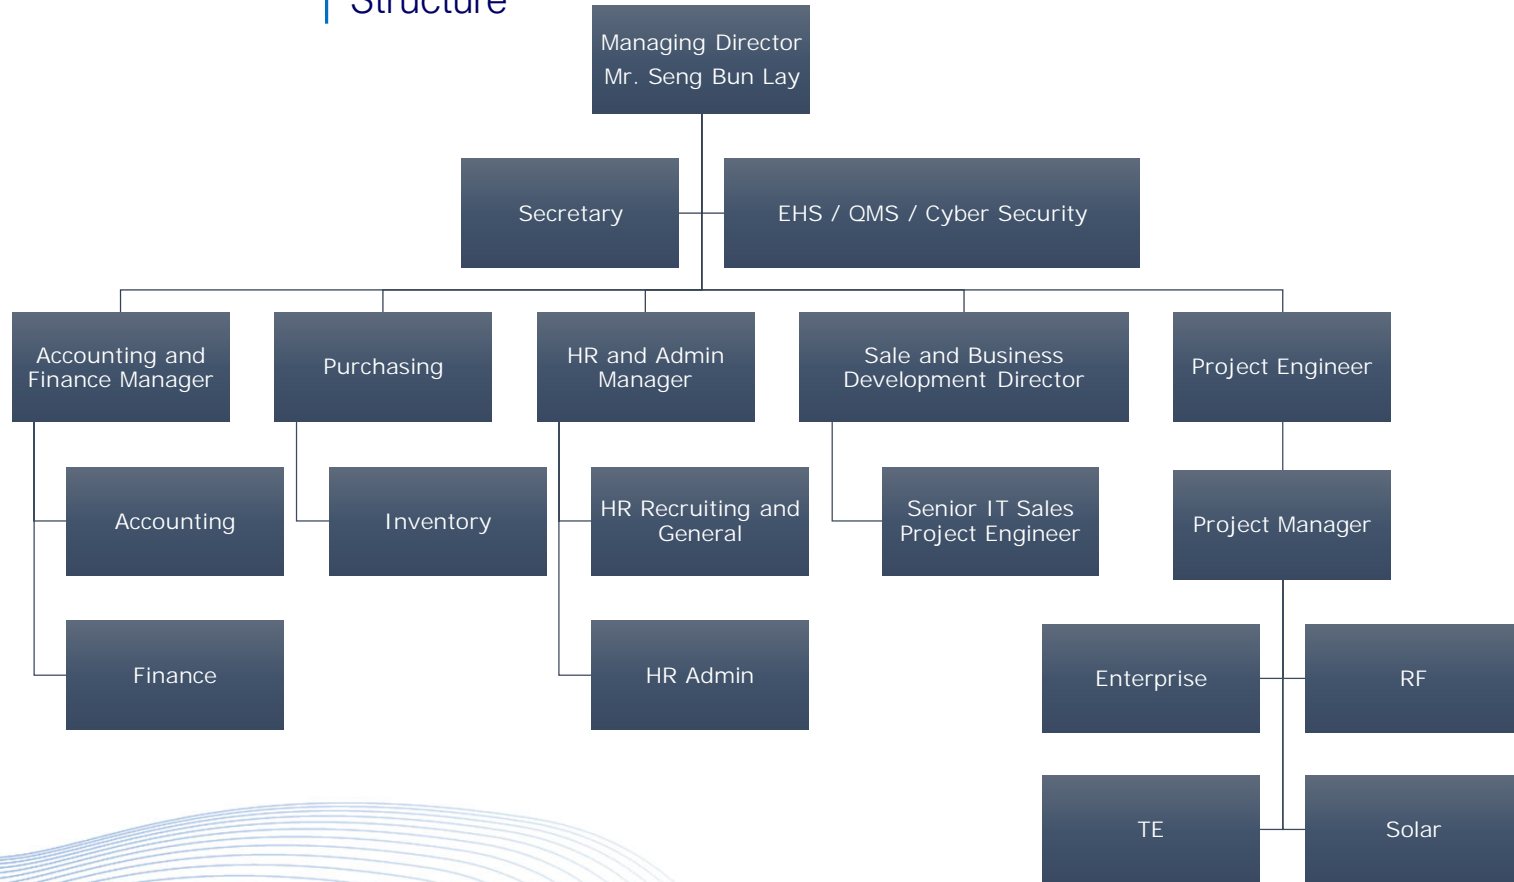 Structure
Managing Director
Mr. Seng Bun Lay
Secretary
EHS / QMS / Cyber Security
Accounting and
Finance Manager
Purchasing
HR and Admin
Manager
Sale and Business
Development Director
Project Engineer
Accounting
Inventory
HR Recruiting and
General
Senior IT Sales
Project Engineer
Project Manager
Finance
HR Admin
Enterprise
RF
TE
Solar